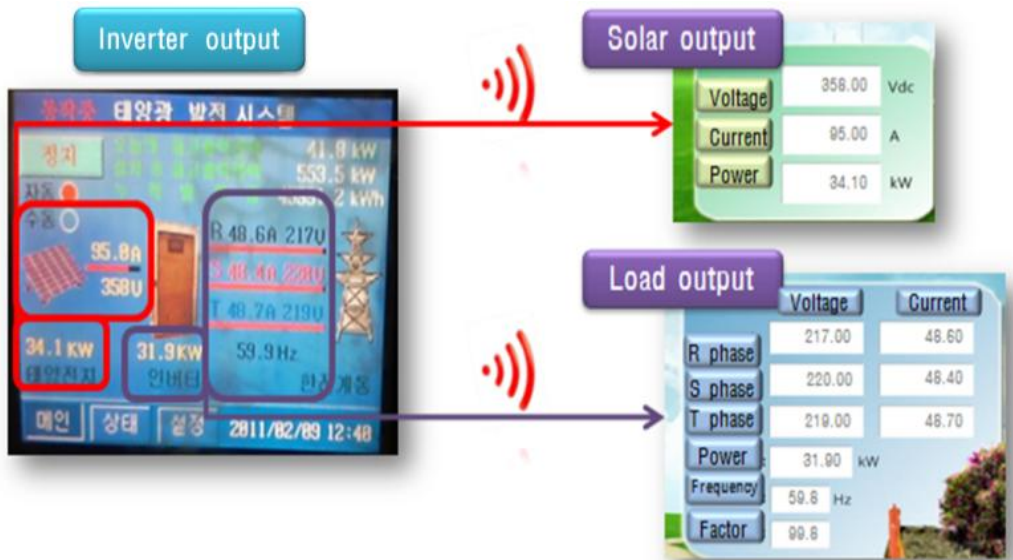 Inverter output
Solar output
Voltage 358.00 Vdc
Current 95.00 A
Power 34.10 kW
태양광 발전 시스템
정지
41.8 kW
553.5 kW
kWh
자동
수동
95.0A
358V
R 48.6A 217V
S 48.4A 220V
T 48.7A 219V
34.1 KW
31.9KW
59.9Hz
태양전지
인버터
메인 상태 설정 2011/02/09 12:40
Load output
Voltage Current
R phase 217.00 48.60
S phase 220.00 48.40
T phase 219.00 48.70
Power : 31.90 kW
Frequency 59.8 Hz
Factor 99.8